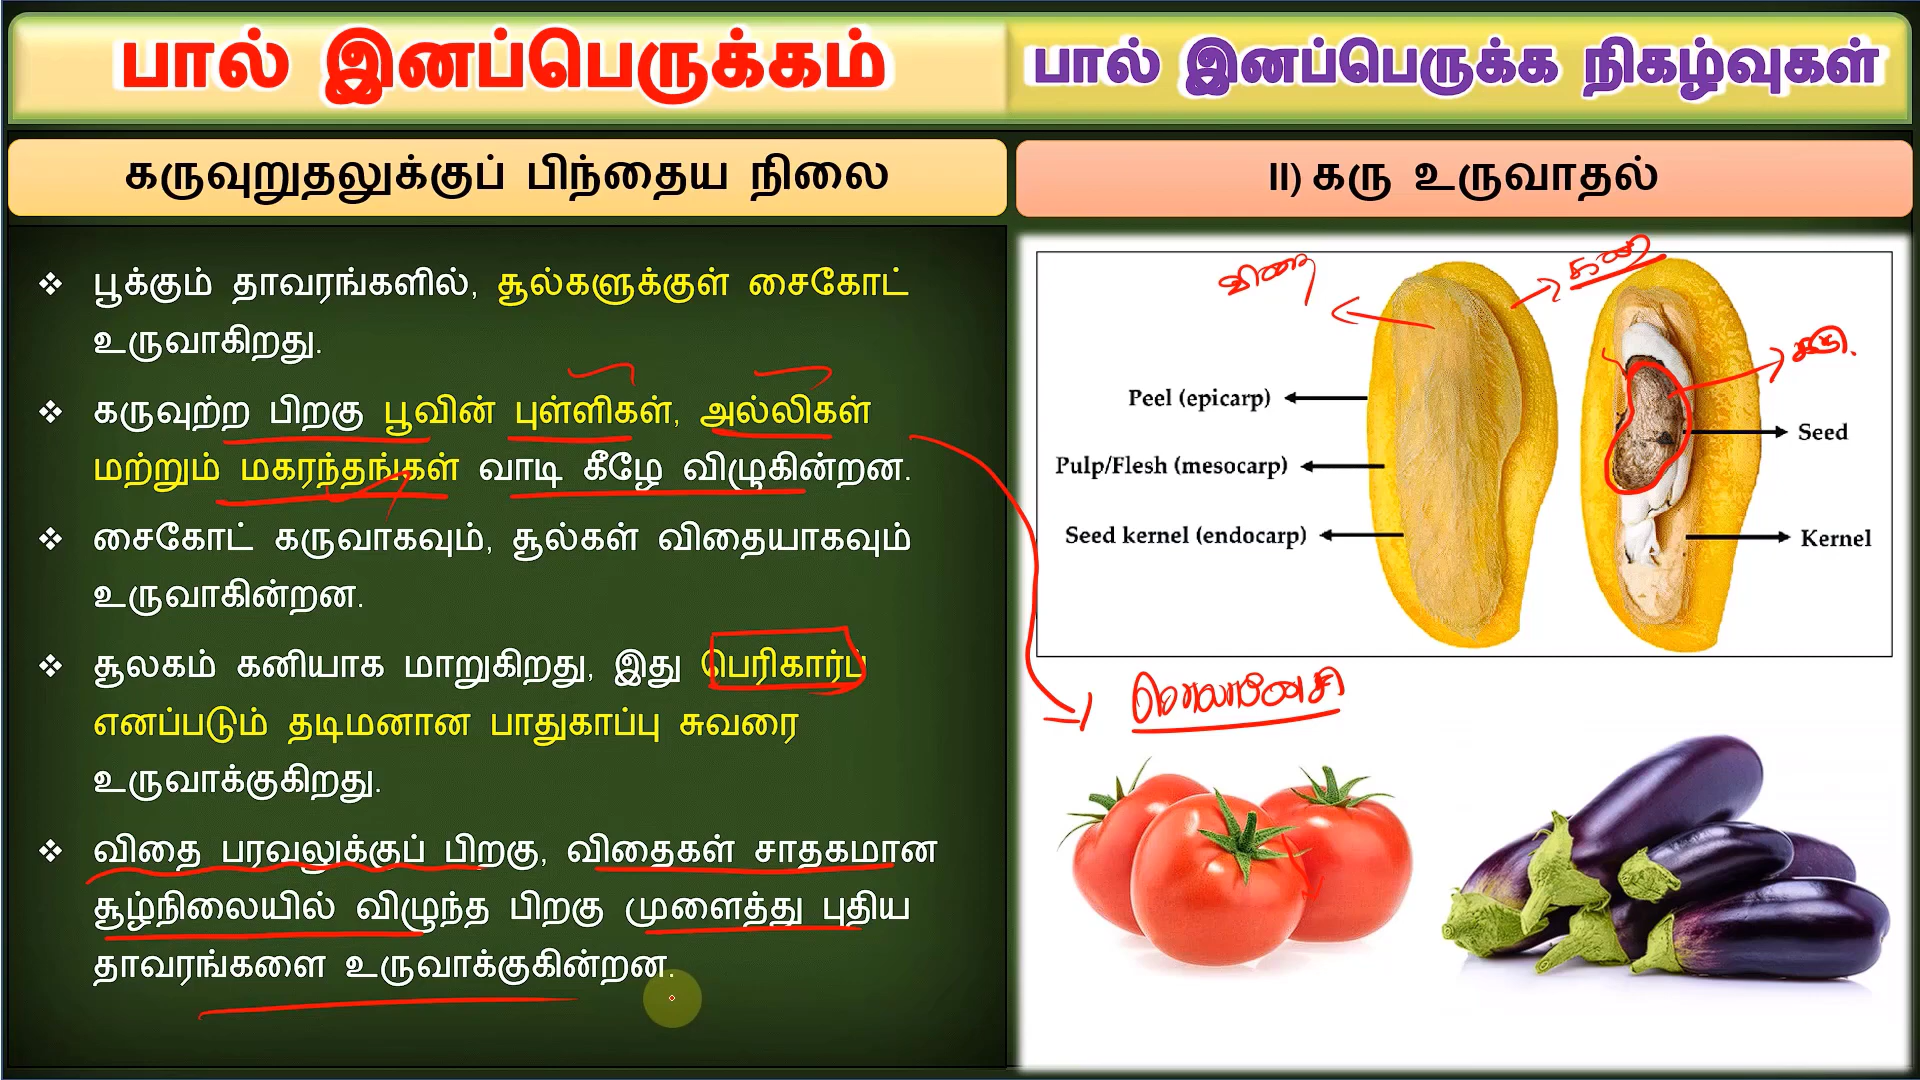 பால் இனப்பெருக்கம்
பால் இனப்பெருக்க நிகழ்வுகள்
கருவுறுதலுக்குப் பிந்தைய நிலை
II) கரு உருவாதல்
❖ பூக்கும் தாவரங்களில், சூல்களுக்குள் சைகோட்
உருவாகிறது.
❖ கருவுற்ற பிறகு பூவின் புள்ளிகள், அல்லிகள்
மற்றும் மகரந்தங்கள் வாடி கீழே விழுகின்றன.
❖ சைகோட் கருவாகவும், சூல்கள் விதையாகவும்
உருவாகின்றன.
❖ சூலகம் கனியாக மாறுகிறது, இது பெரிகார்ப்
எனப்படும் தடிமனான பாதுகாப்பு சுவரை
உருவாக்குகிறது.
❖ விதை பரவலுக்குப் பிறகு, விதைகள் சாதகமான
சூழ்நிலையில் விழுந்த பிறகு முளைத்து புதிய
தாவரங்களை உருவாக்குகின்றன.
விதை
Peel (epicarp)
Pulp/Flesh (mesocarp)
Seed kernel (endocarp)
Seed
Kernel